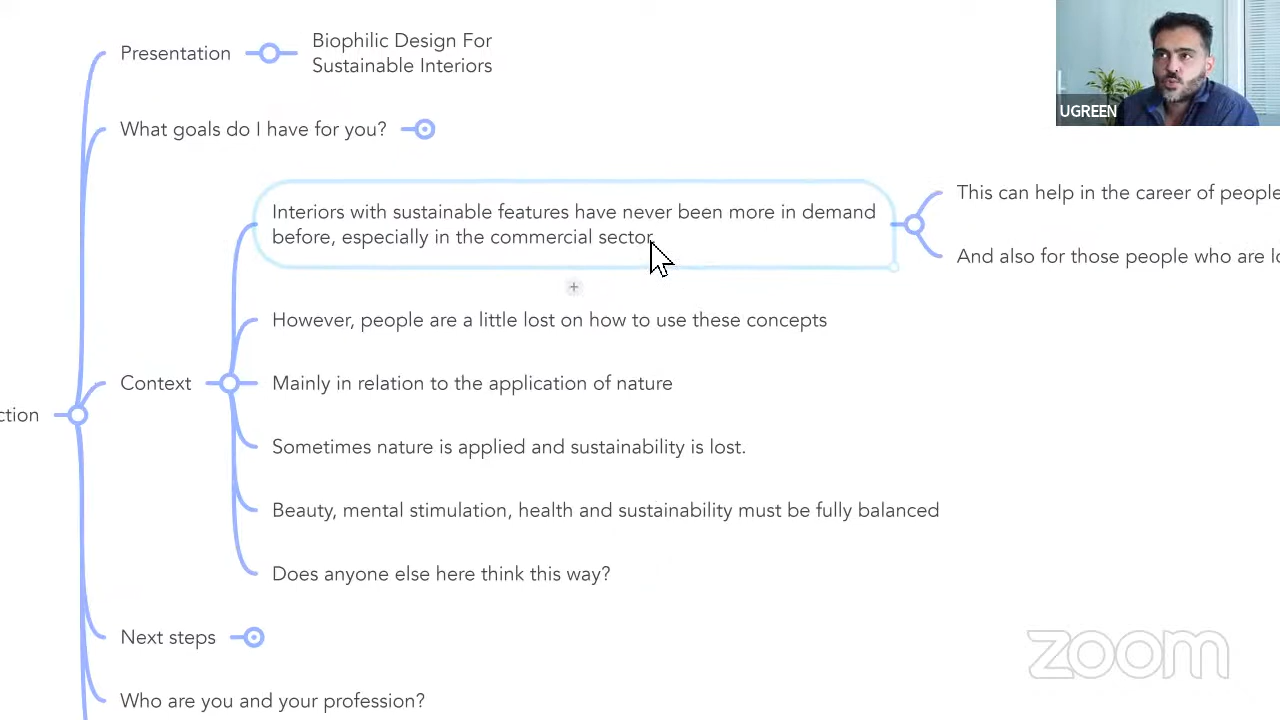 Presentation
Biophilic Design For
Sustainable Interiors
UGREEN
What goals do I have for you?
Interiors with sustainable features have never been more in demand
before, especially in the commercial sector.
This can help in the career of people
And also for those people who are lo
However, people are a little lost on how to use these concepts
Context
Mainly in relation to the application of nature
ction
Sometimes nature is applied and sustainability is lost.
Beauty, mental stimulation, health and sustainability must be fully balanced
Does anyone else here think this way?
Next steps
zoom
Who are you and your profession?